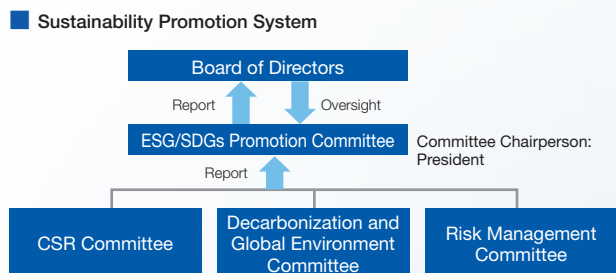 Sustainability Promotion System
Board of Directors
Report
Oversight
ESG/SDGs Promotion Committee
Committee Chairperson:
President
Report
CSR Committee
Decarbonization and
Global Environment
Committee
Risk Management
Committee